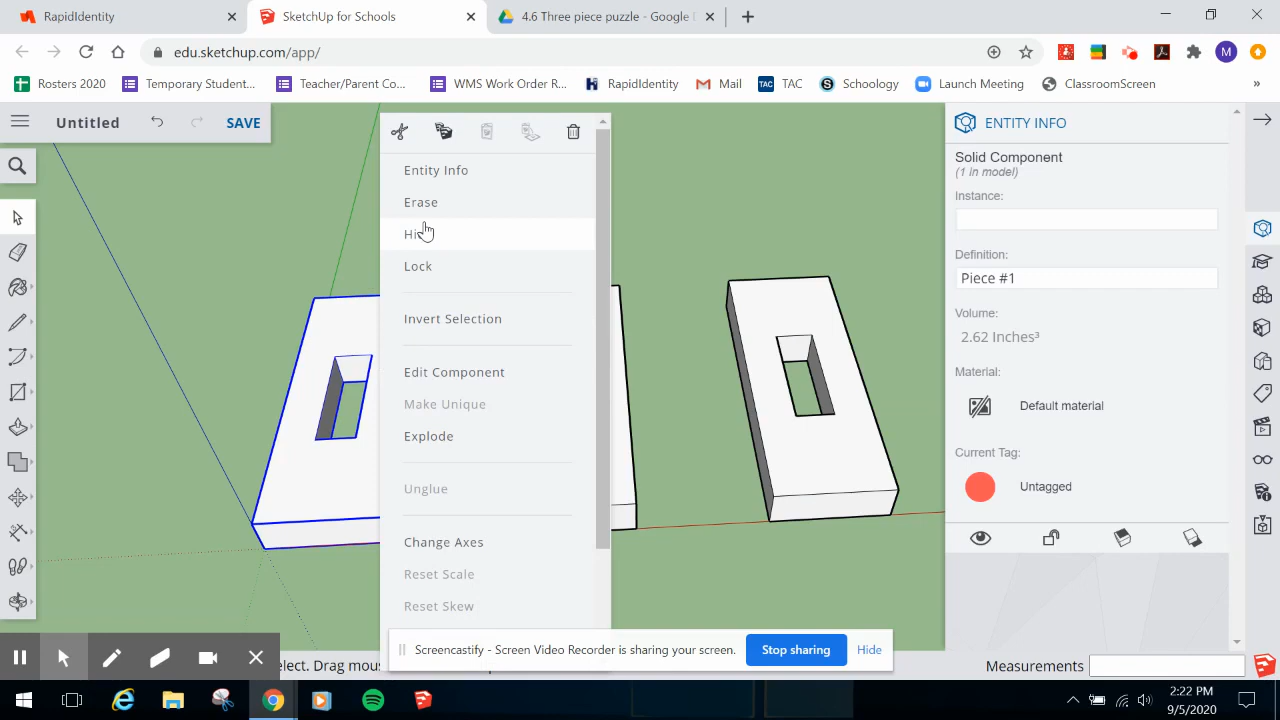 RapidIdentity
SketchUp for Schools
4.6 Three piece puzzle - Google
edu.sketchup.com/app/
M
Rosters 2020
Temporary Student...
Teacher/Parent Co...
WMS Work Order R...
RapidIdentity
Mail
TAC
TAC
Schoology
Launch Meeting
ClassroomScreen
»
Untitled
SAVE
Entity Info
Erase
Hi
Lock
Invert Selection
Edit Component
Make Unique
Explode
Unglue
Change Axes
Reset Scale
Reset Skew
ENTITY INFO
Solid Component
(1 in model)
Instance:
Definition:
Piece #1
Volume:
2.62 Inches³
Material:
Default material
Current Tag:
Untagged
Screencastify - Screen Video Recorder is sharing your screen.
Stop sharing
Hide
elect. Drag mou
Measurements
2:22 PM
9/5/2020